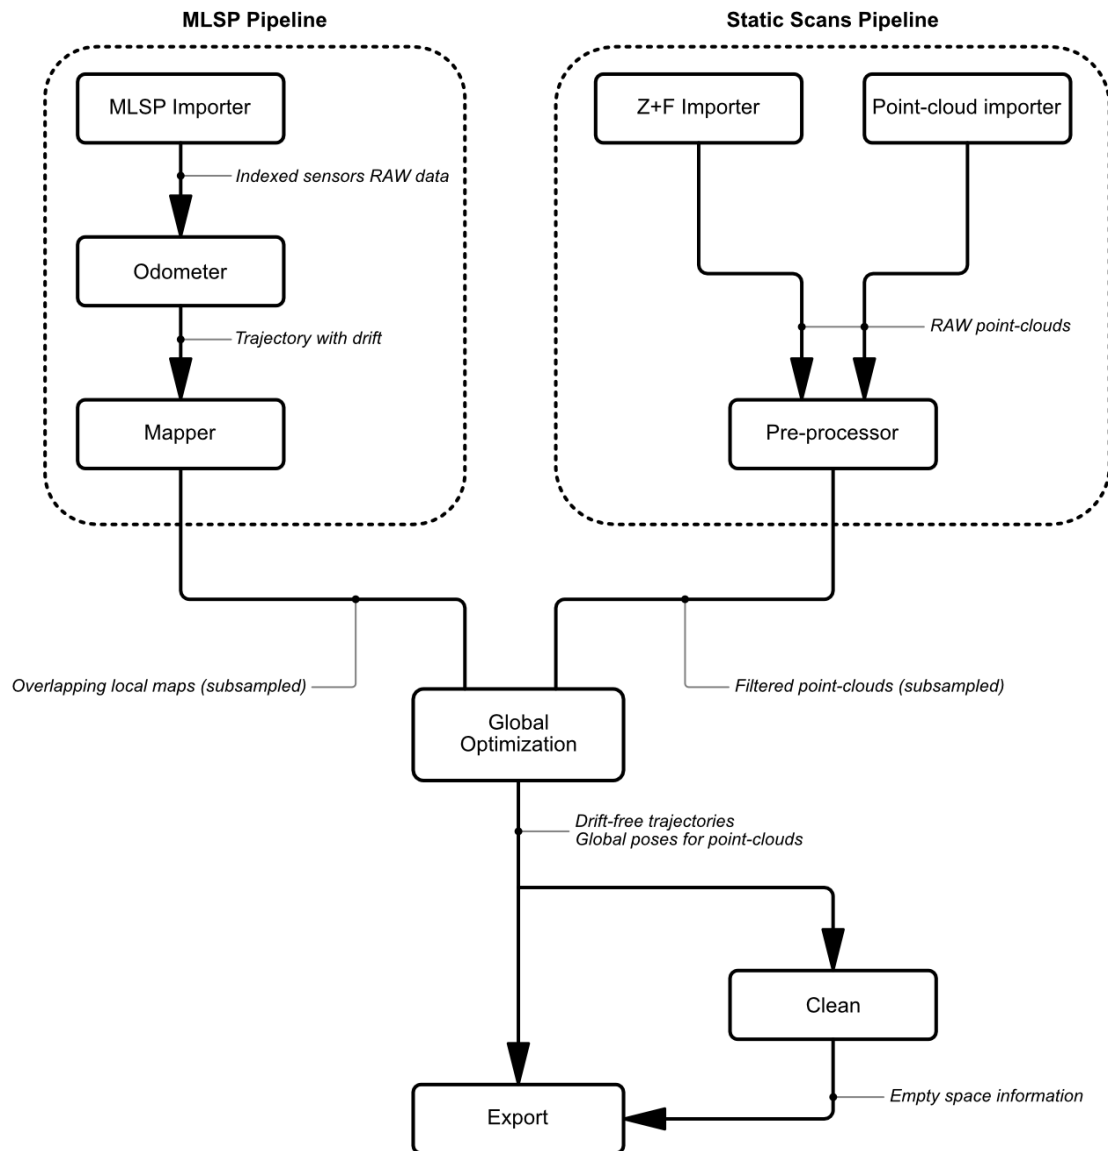 MLSP Pipeline
Static Scans Pipeline
MLSP Importer
Z+F Importer
Point-cloud importer
Indexed sensors RAW data
Odometer
Trajectory with drift
RAW point-clouds
Mapper
Pre-processor
Overlapping local maps (subsampled)
Filtered point-clouds (subsampled)
Global
Optimization
Drift-free trajectories
Global poses for point-clouds
Clean
Empty space information
Export